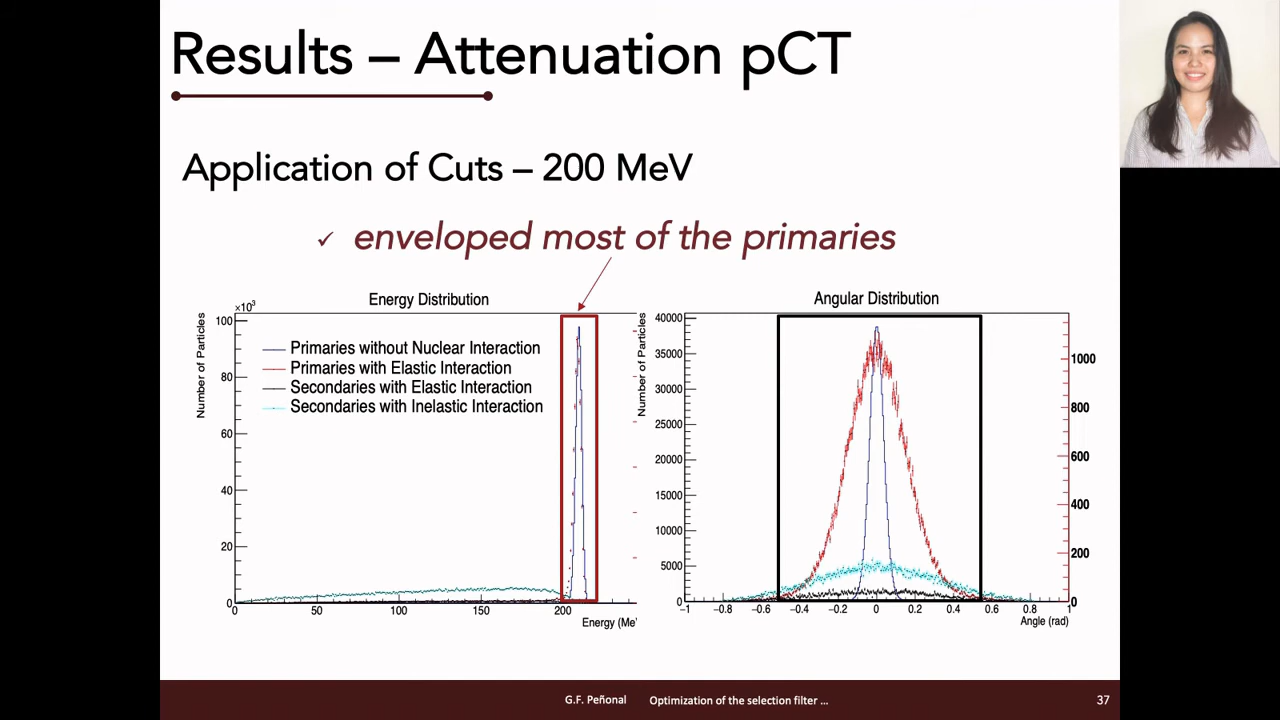 Results – Attenuation pCT
Application of Cuts – 200 MeV
✓ enveloped most of the primaries
Energy Distribution
×10³
Number of Particles
100
80
60
40
20
0
Primaries without Nuclear Interaction
Primaries with Elastic Interaction
Secondaries with Elastic Interaction
Secondaries with Inelastic Interaction
0 50 100 150 200
Energy (Me
Angular Distribution
Number of Particles
40000
35000
30000
25000
20000
15000
10000
5000
0
1000
800
600
400
200
0
−1 −0.8 −0.6 −0.4 −0.2 0 0.2 0.4 0.6 0.8 1
Angle (rad)
G.F. Peñonal Optimization of the selection filter ... 37